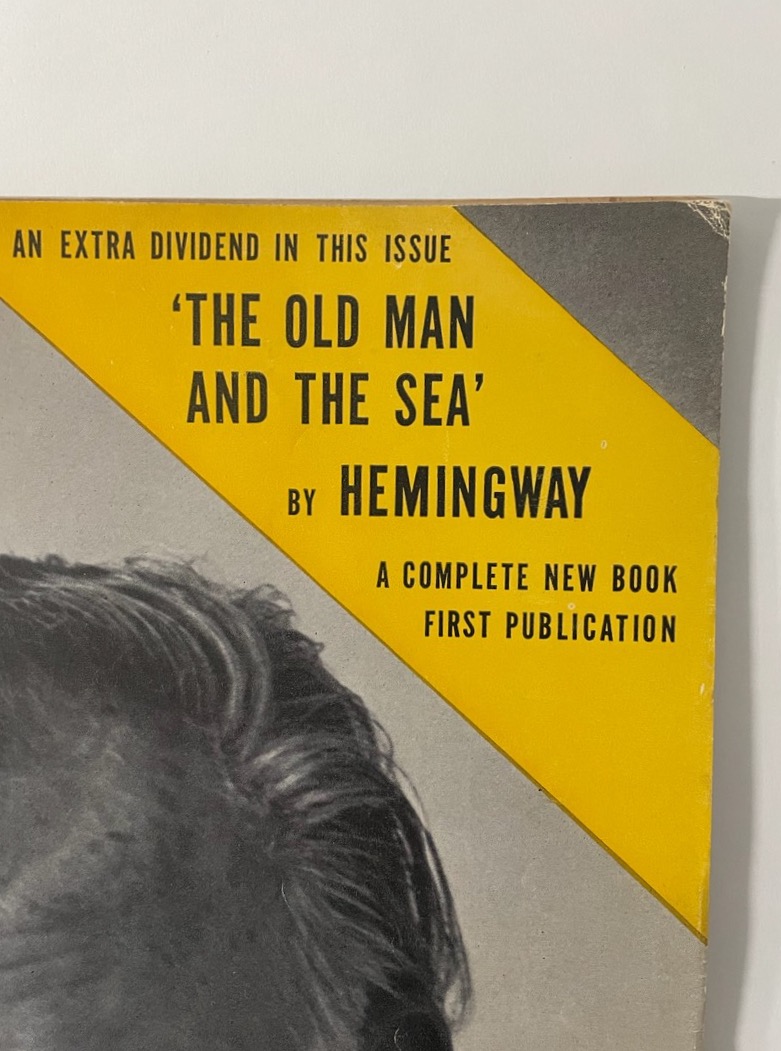 AN EXTRA DIVIDEND IN THIS ISSUE
‘THE OLD MAN
AND THE SEA’
BY HEMINGWAY
A COMPLETE NEW BOOK
FIRST PUBLICATION